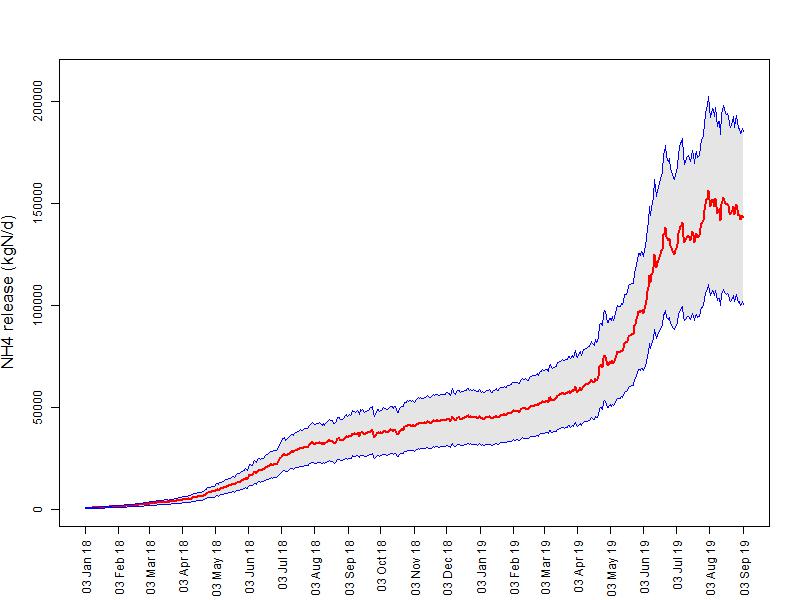 NH4 release (kgN/d)
200000
150000
100000
50000
0
03 Jan 18
03 Feb 18
03 Mar 18
03 Apr 18
03 May 18
03 Jun 18
03 Jul 18
03 Aug 18
03 Sep 18
03 Oct 18
03 Nov 18
03 Dec 18
03 Jan 19
03 Feb 19
03 Mar 19
03 Apr 19
03 May 19
03 Jun 19
03 Jul 19
03 Aug 19
03 Sep 19